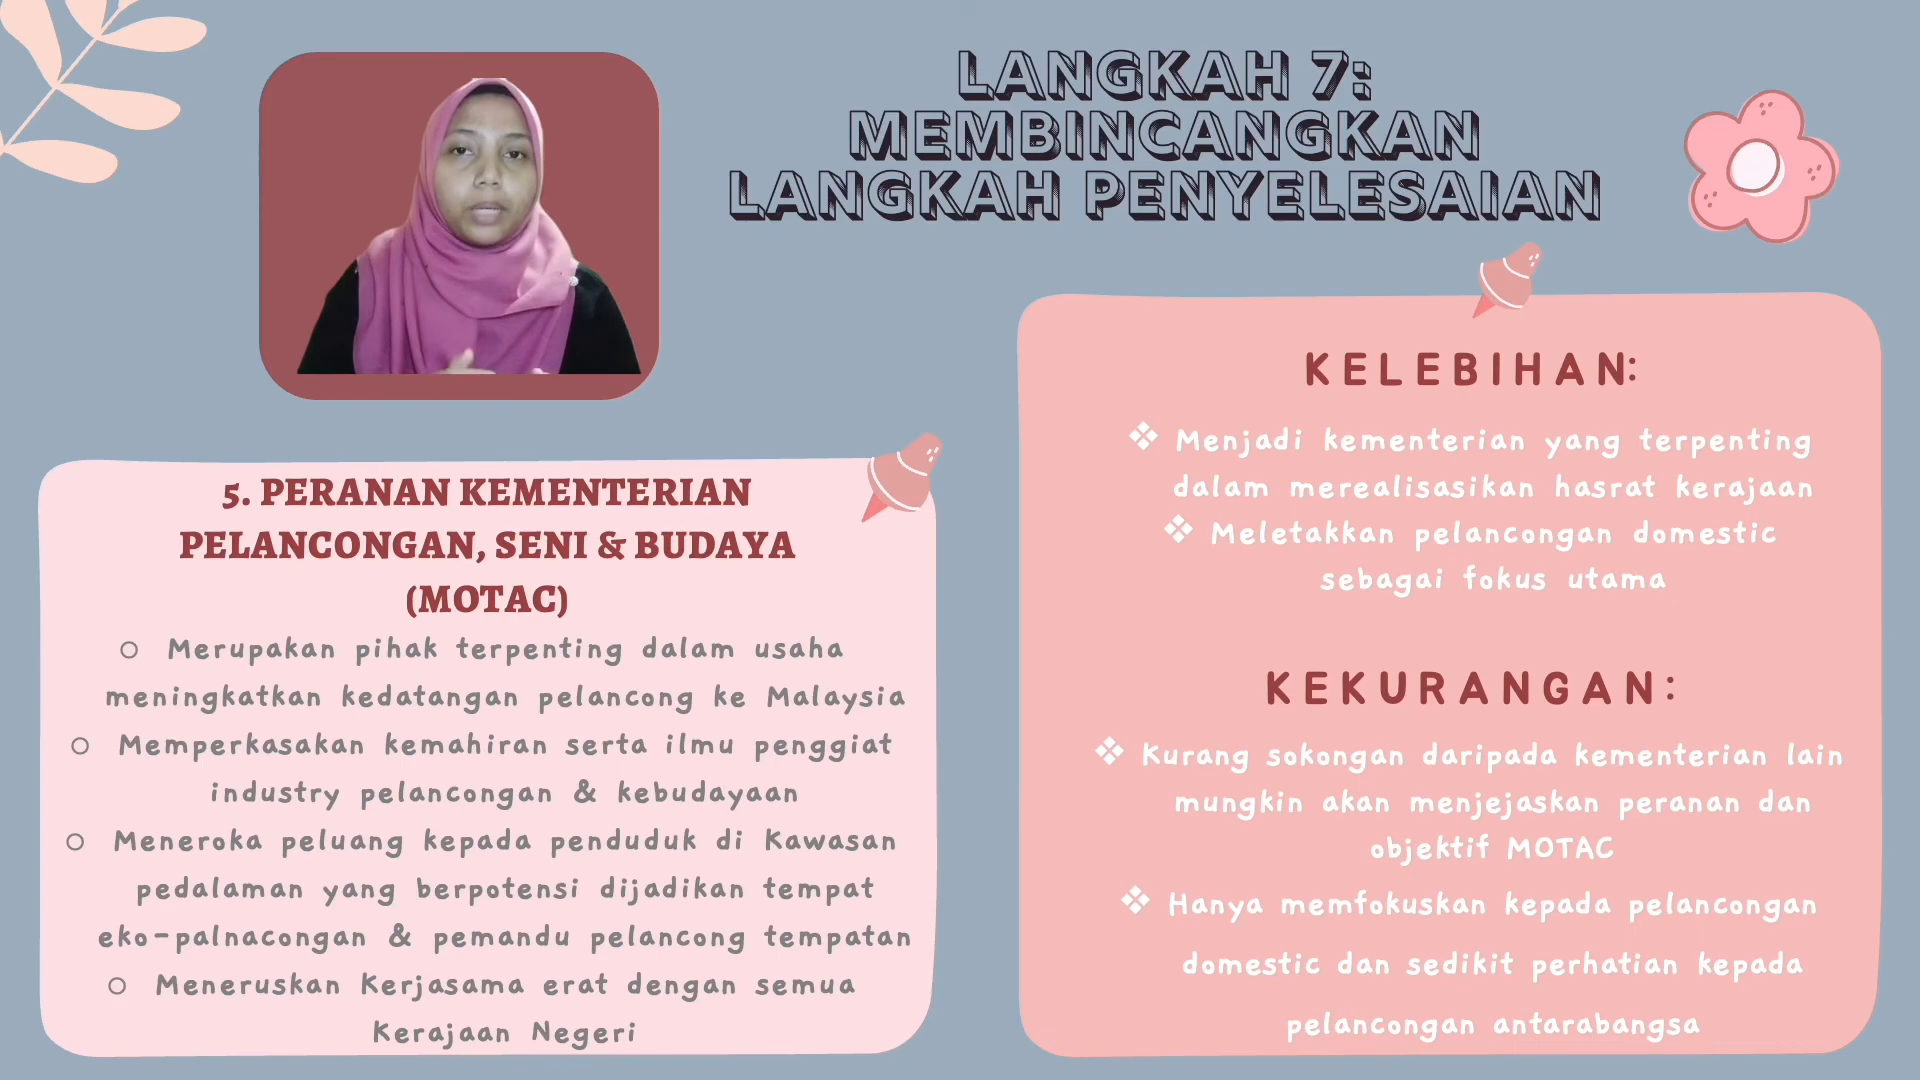 LANGKAH 7:
MEMBINCANGKAN
LANGKAH PENYELESAIAN
5. PERANAN KEMENTERIAN
PELANCONGAN, SENI & BUDAYA
(MOTAC)
Merupakan pihak terpenting dalam usaha
meningkatkan kedatangan pelancong ke Malaysia
Memperkasakan kemahiran serta ilmu penggiat
industry pelancongan & kebudayaan
Meneroka peluang kepada penduduk di Kawasan
pedalaman yang berpotensi dijadikan tempat
eko-palnacongan & pemandu pelancong tempatan
Meneruskan Kerjasama erat dengan semua
Kerajaan Negeri
KELEBIHAN:
❖ Menjadi kementerian yang terpenting
dalam merealisasikan hasrat kerajaan
❖ Meletakkan pelancongan domestic
sebagai fokus utama
KEKURANGAN:
❖ Kurang sokongan daripada kementerian lain
mungkin akan menjejaskan peranan dan
objektif MOTAC
❖ Hanya memfokuskan kepada pelancongan
domestic dan sedikit perhatian kepada
pelancongan antarabangsa